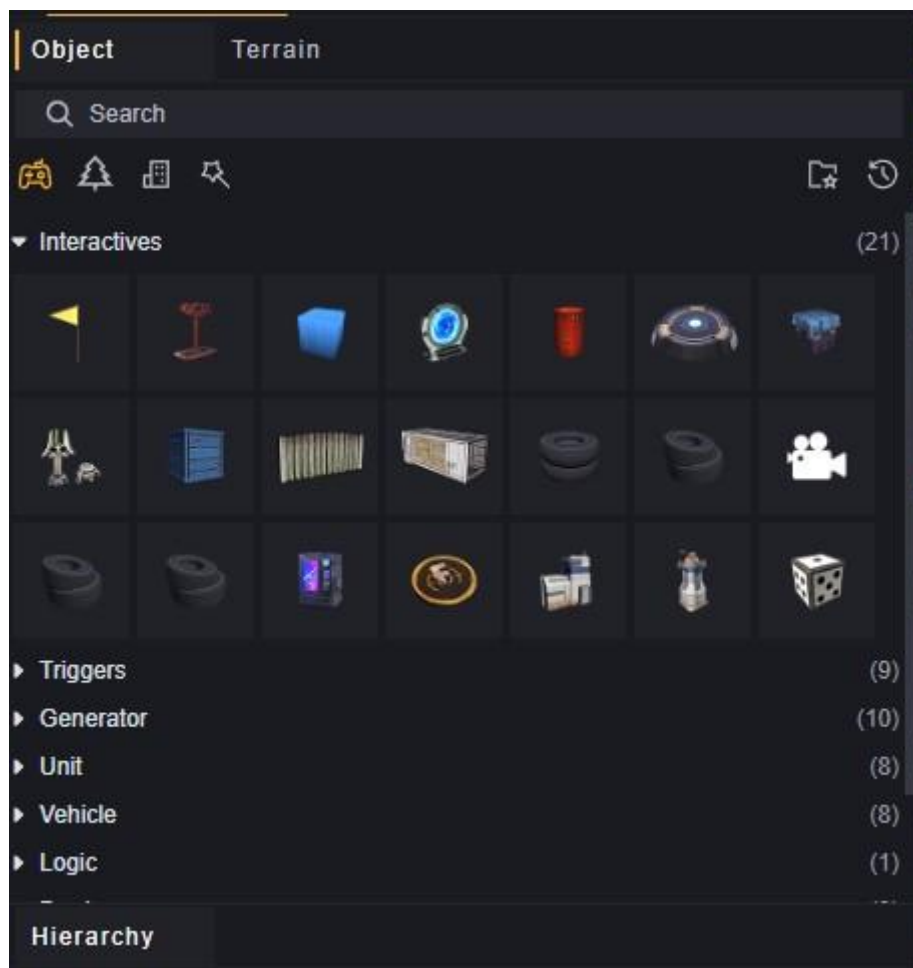 Object Terrain
Search
Interactives (21)
Triggers (9)
Generator (10)
Unit (8)
Vehicle (8)
Logic (1)
Hierarchy